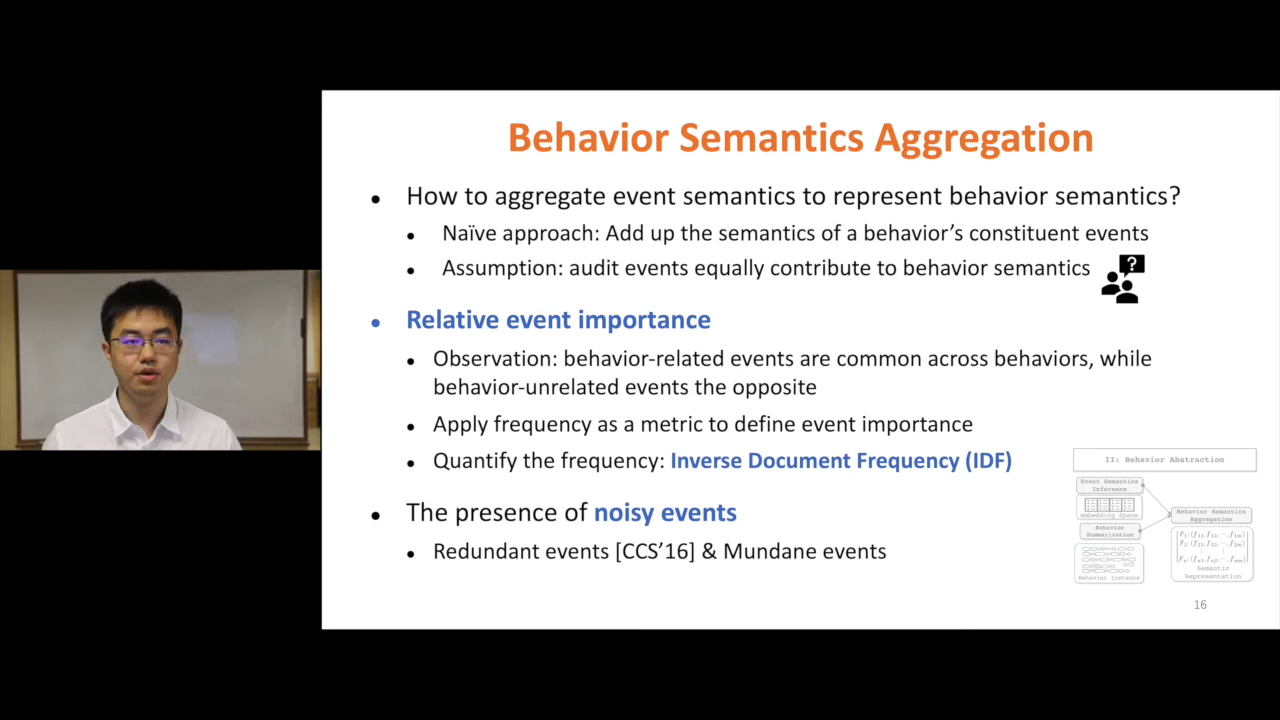 Behavior Semantics Aggregation
How to aggregate event semantics to represent behavior semantics?
Naïve approach: Add up the semantics of a behavior’s constituent events
Assumption: audit events equally contribute to behavior semantics
?
Relative event importance
Observation: behavior-related events are common across behaviors, while
behavior-unrelated events the opposite
Apply frequency as a metric to define event importance
Quantify the frequency: Inverse Document Frequency (IDF)
The presence of noisy events
Redundant events [CCS’16] & Mundane events
II: Behavior Abstraction
Event Semantics
Inference
embedding Space
Behavior
Summarization
Behavior Instance
Behavior Semantics
Aggregation
Semantic
Representation
16